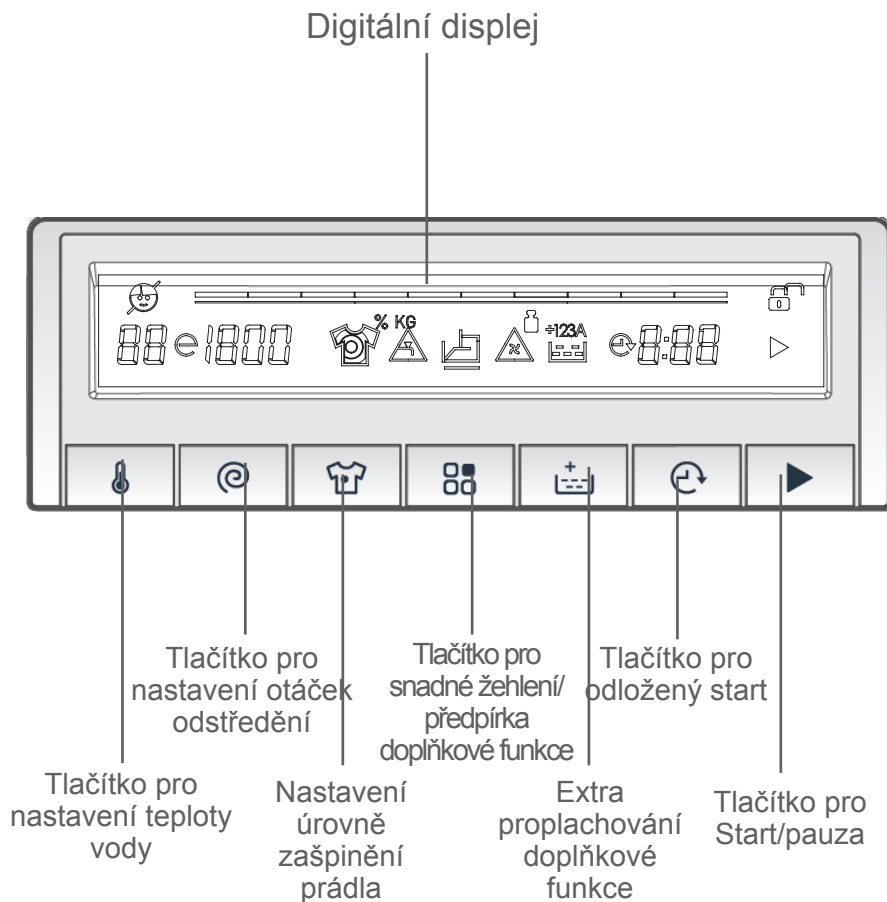 Digitální displej
% KG
÷123A
88 e 1800
8:88
Tlačítko pro
nastavení otáček
odstředění
Tlačítko pro
snadné žehlení/
předpírka
doplňkové funkce
Tlačítko pro
odložený start
Tlačítko pro
nastavení teploty
vody
Nastavení
úrovně
zašpinění
prádla
Extra
proplachování
doplňkové
funkce
Tlačítko pro
Start/pauza